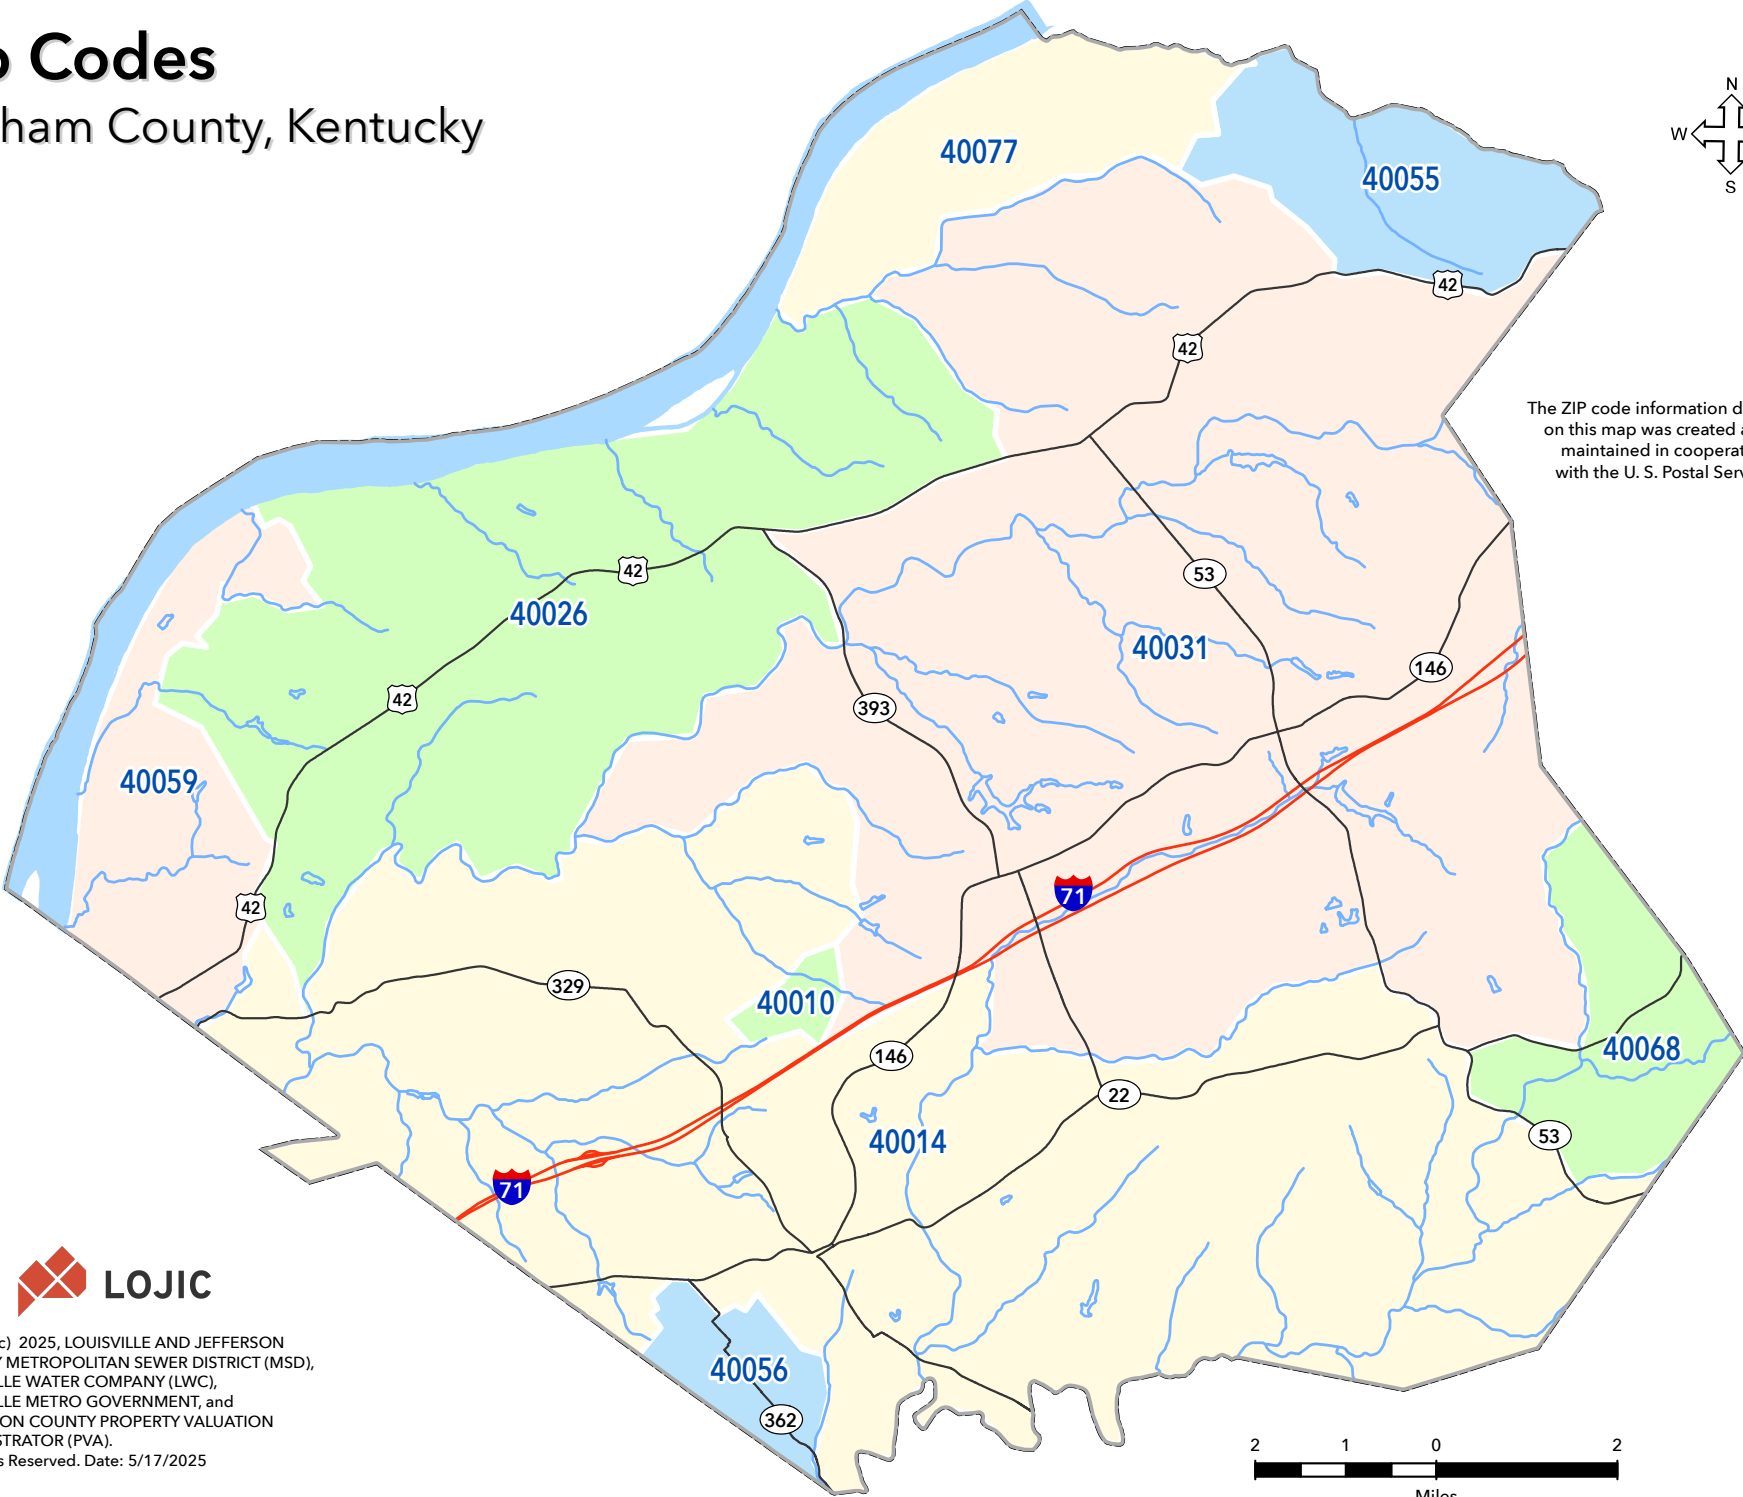 p Codes
ham County, Kentucky
N
W
S
40077
40055
42
42
The ZIP code information d
on this map was created a
maintained in cooperat
with the U. S. Postal Serv
42
53
40026
40031
146
42
393
40059
71
42
329
40010
146
40068
22
53
40014
71
LOJIC
c) 2025, LOUISVILLE AND JEFFERSON
Y METROPOLITAN SEWER DISTRICT (MSD),
LLE WATER COMPANY (LWC),
LLE METRO GOVERNMENT, and
ON COUNTY PROPERTY VALUATION
STRATOR (PVA).
s Reserved. Date: 5/17/2025
40056
362
2 1 0 2
Miles